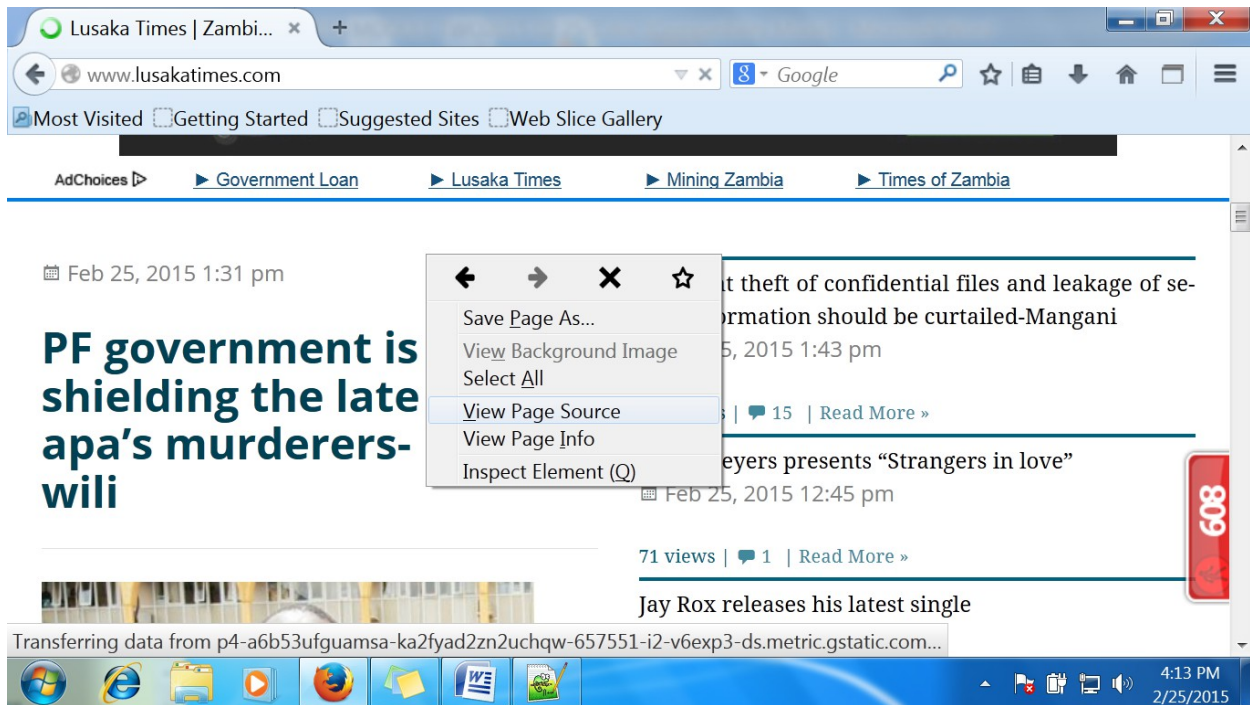 Lusaka Times | Zambi...
www.lusakatimes.com
Google
Most Visited Getting Started Suggested Sites Web Slice Gallery
AdChoices
Government Loan
Lusaka Times
Mining Zambia
Times of Zambia
Feb 25, 2015 1:31 pm
PF government is
shielding the late
apa’s murderers-
wili
Save Page As...
View Background Image
Select All
View Page Source
View Page Info
Inspect Element (Q)
theft of confidential files and leakage of se-
should be curtailed-Mangani
2015 1:43 pm
| 15 | Read More »
presents “Strangers in love”
Feb 25, 2015 12:45 pm
71 views | 1 | Read More »
Jay Rox releases his latest single
809
Transferring data from p4-a6b53ufguamsa-ka2fyad2zn2uchqw-657551-i2-v6exp3-ds.metric.gstatic.com...
4:13 PM
2/25/2015